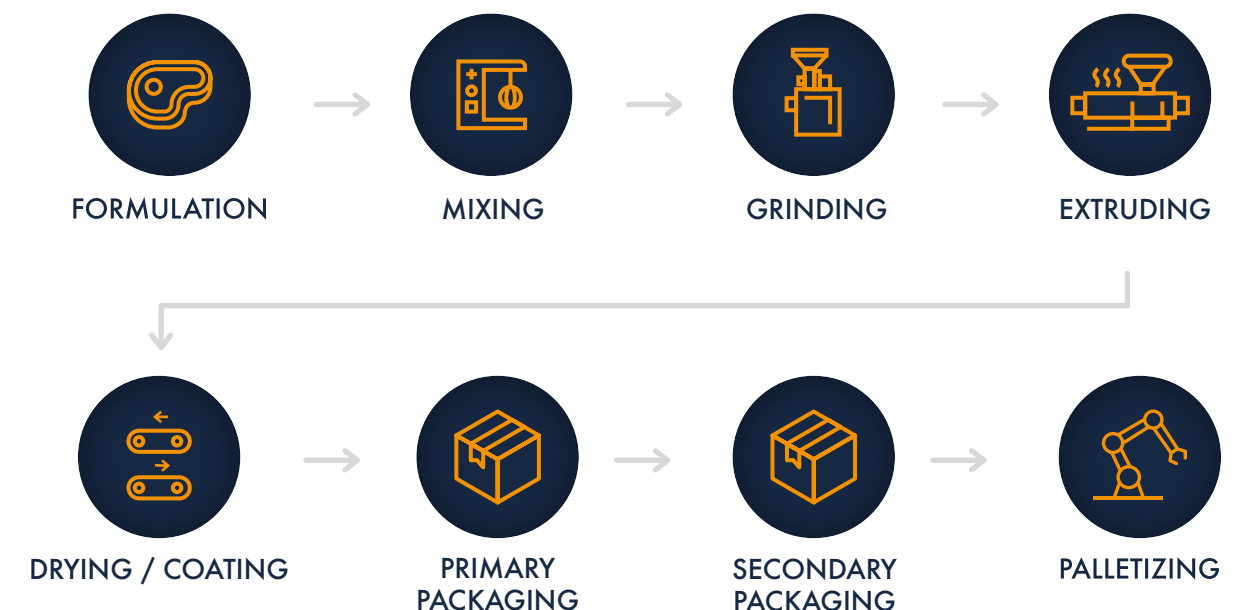 FORMULATION
MIXING
GRINDING
EXTRUDING
DRYING / COATING
PRIMARY
PACKAGING
SECONDARY
PACKAGING
PALLETIZING